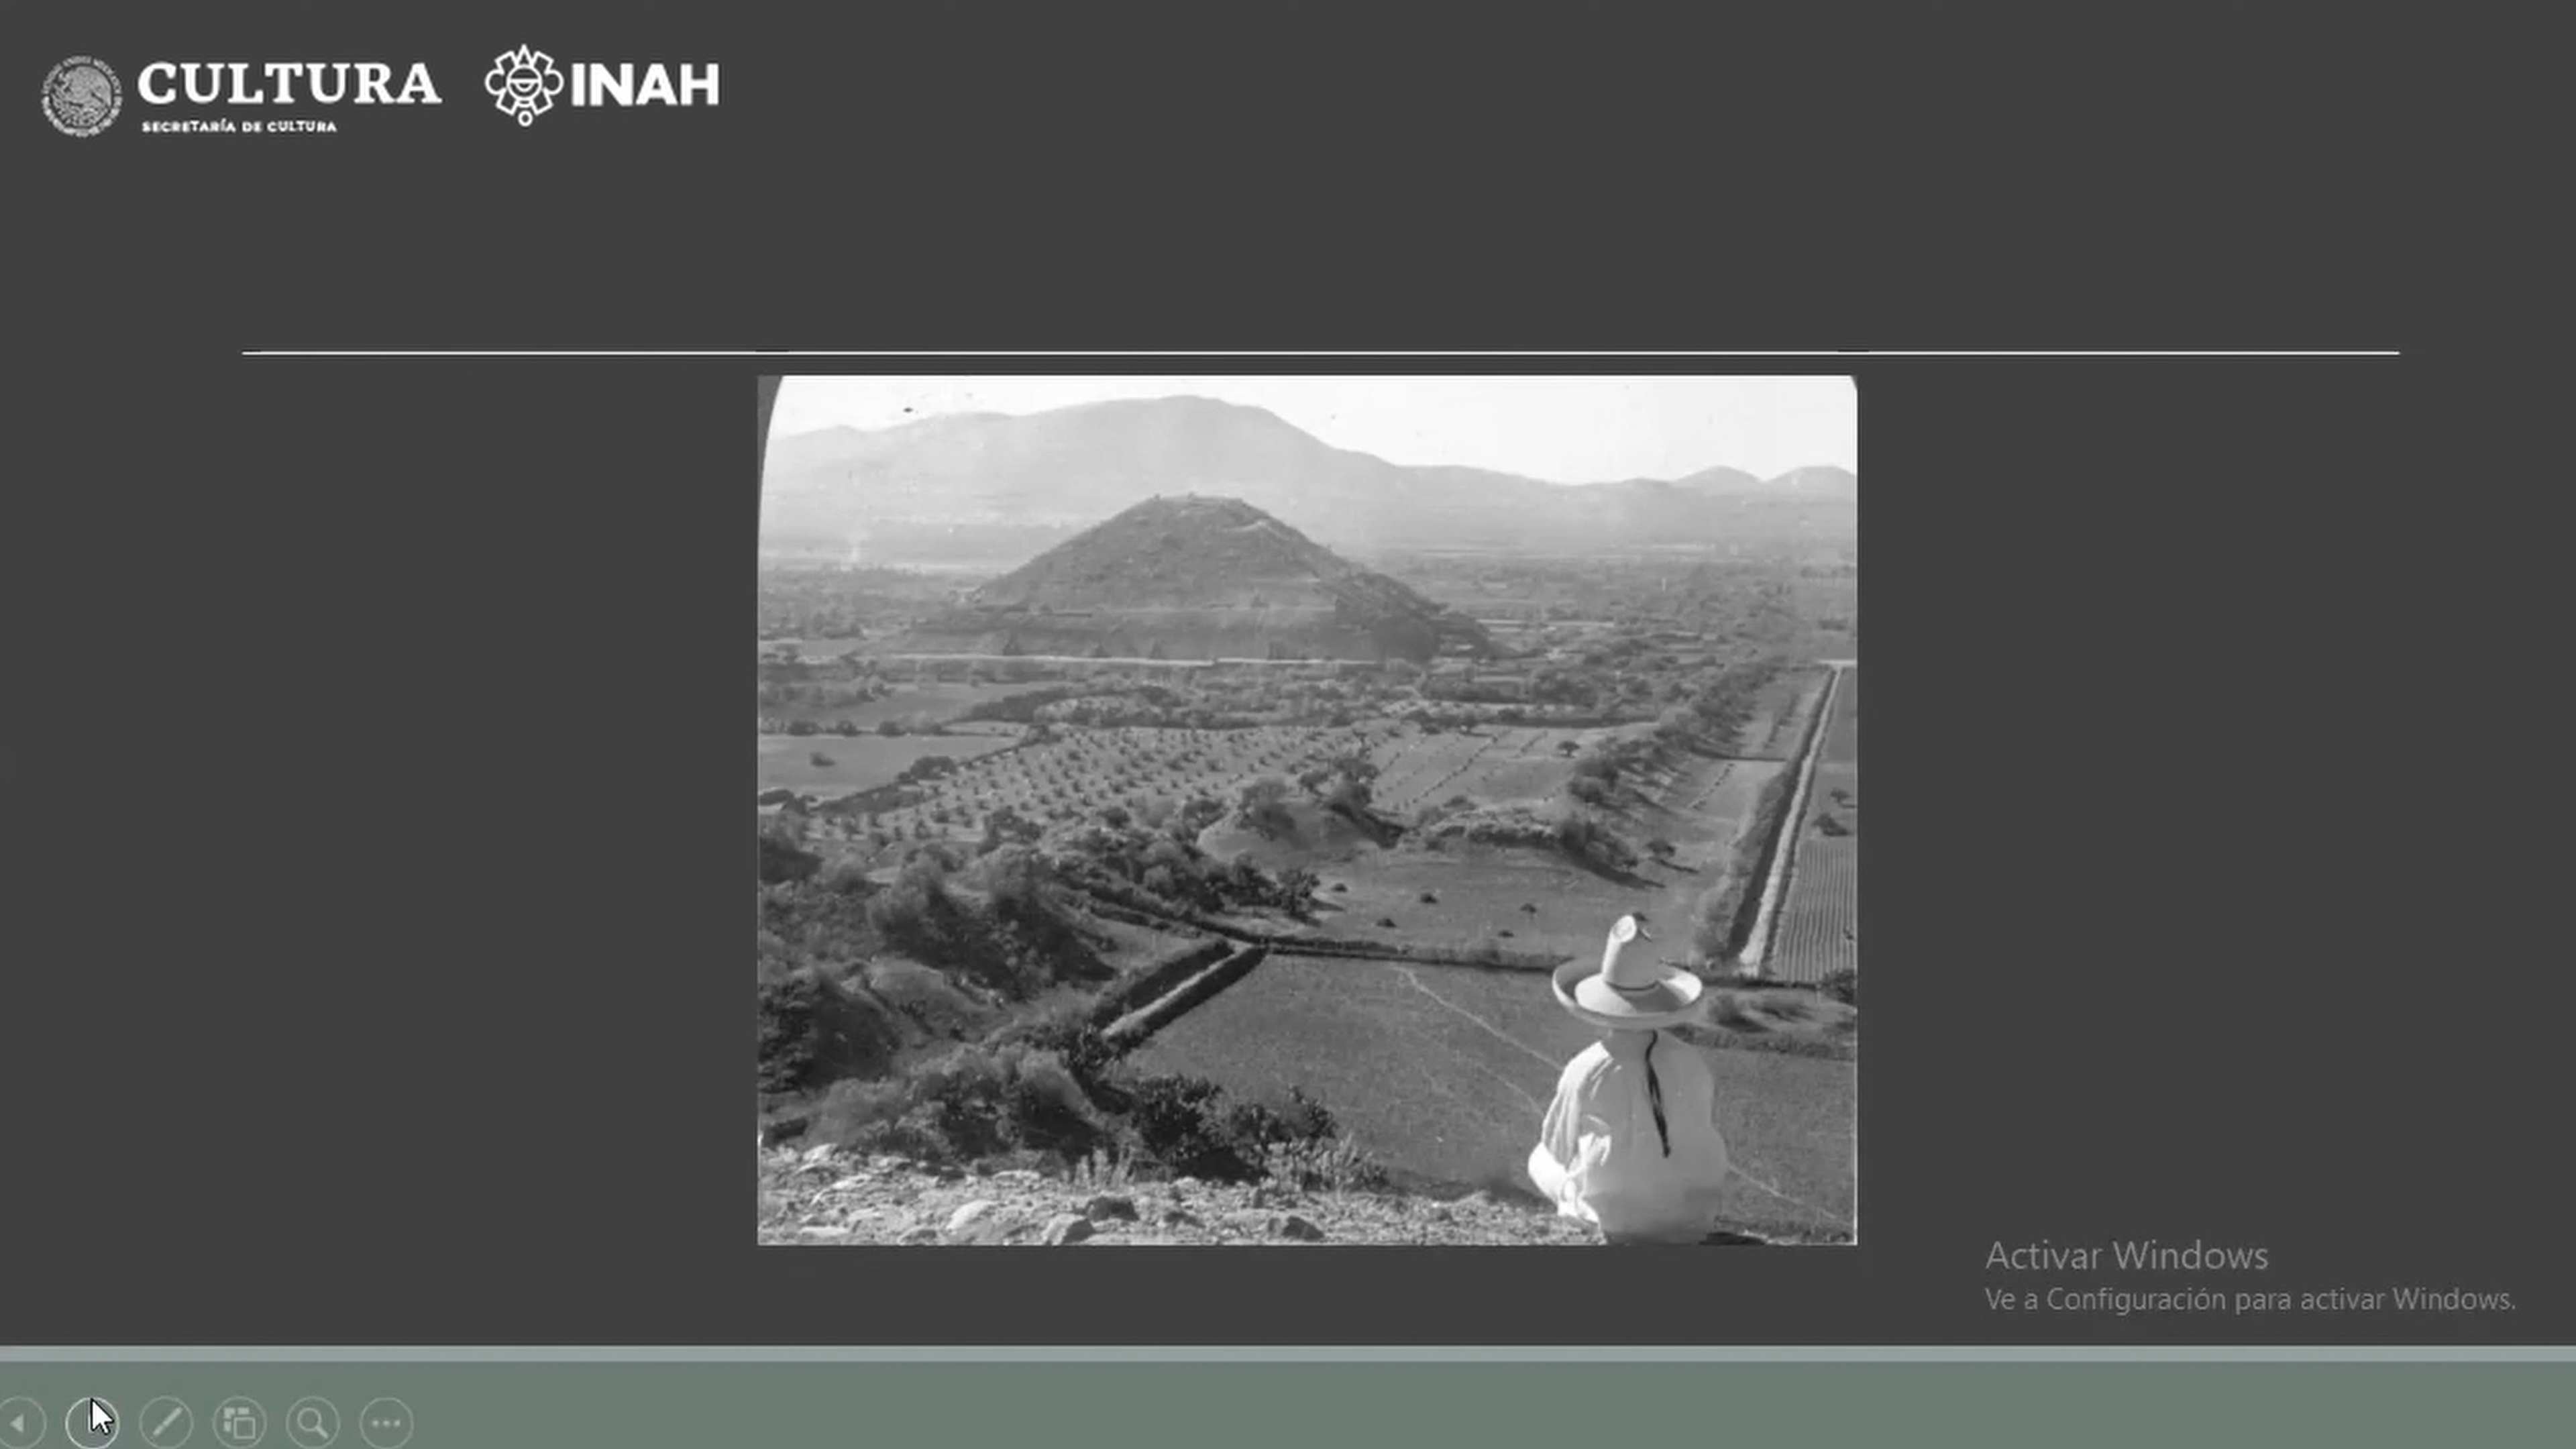 CULTURA
SECRETARÍA DE CULTURA
INAH
Activar Windows
Ve a Configuración para activar Windows.